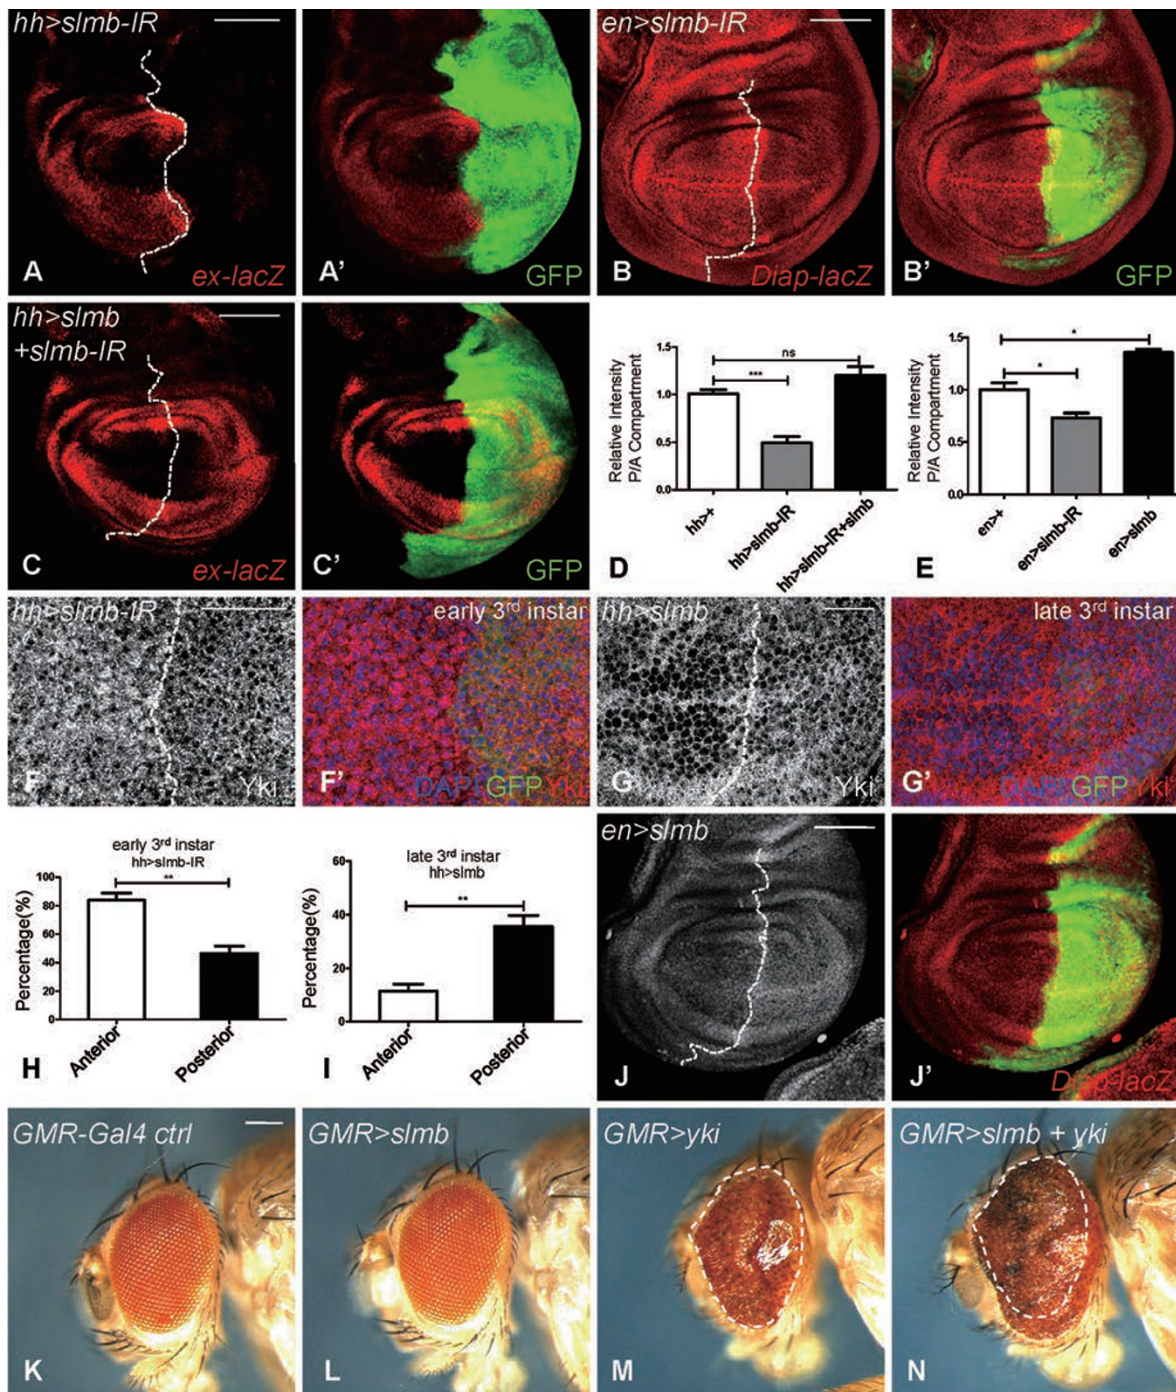 hh>slmb-IR
A
ex-lacZ
A'
GFP
en>slmb-IR
B
Diap-lacZ
B'
GFP
hh>slmb
+slmb-IR
C
ex-lacZ
C'
GFP
Relative Intensity
P/A Compartment
1.5
1.0
0.5
0.0
ns
***
hh>+
hh>slmb-IR
hh>slmb-IR+slmb
D
Relative Intensity
P/A Compartment
1.5
1.0
0.5
0.0
*
*
en>+
en>slmb-IR
en>slmb
E
hh>slmb-IR
F
Yki
early 3rd instar
F'
DAPI GFP Yki
hh>slmb
G
Yki
late 3rd instar
G'
DAPI GFP Yki
early 3rd instar
hh>slmb-IR
**
Percentage(%)
100
80
60
40
20
0
Anterior
Posterior
H
late 3rd instar
hh>slmb
**
Percentage(%)
60
40
20
0
Anterior
Posterior
I
en>slmb
J
J'
Diap-lacZ
GMR-Gal4 ctrl
K
GMR>slmb
L
GMR>yki
M
GMR>slmb + yki
N